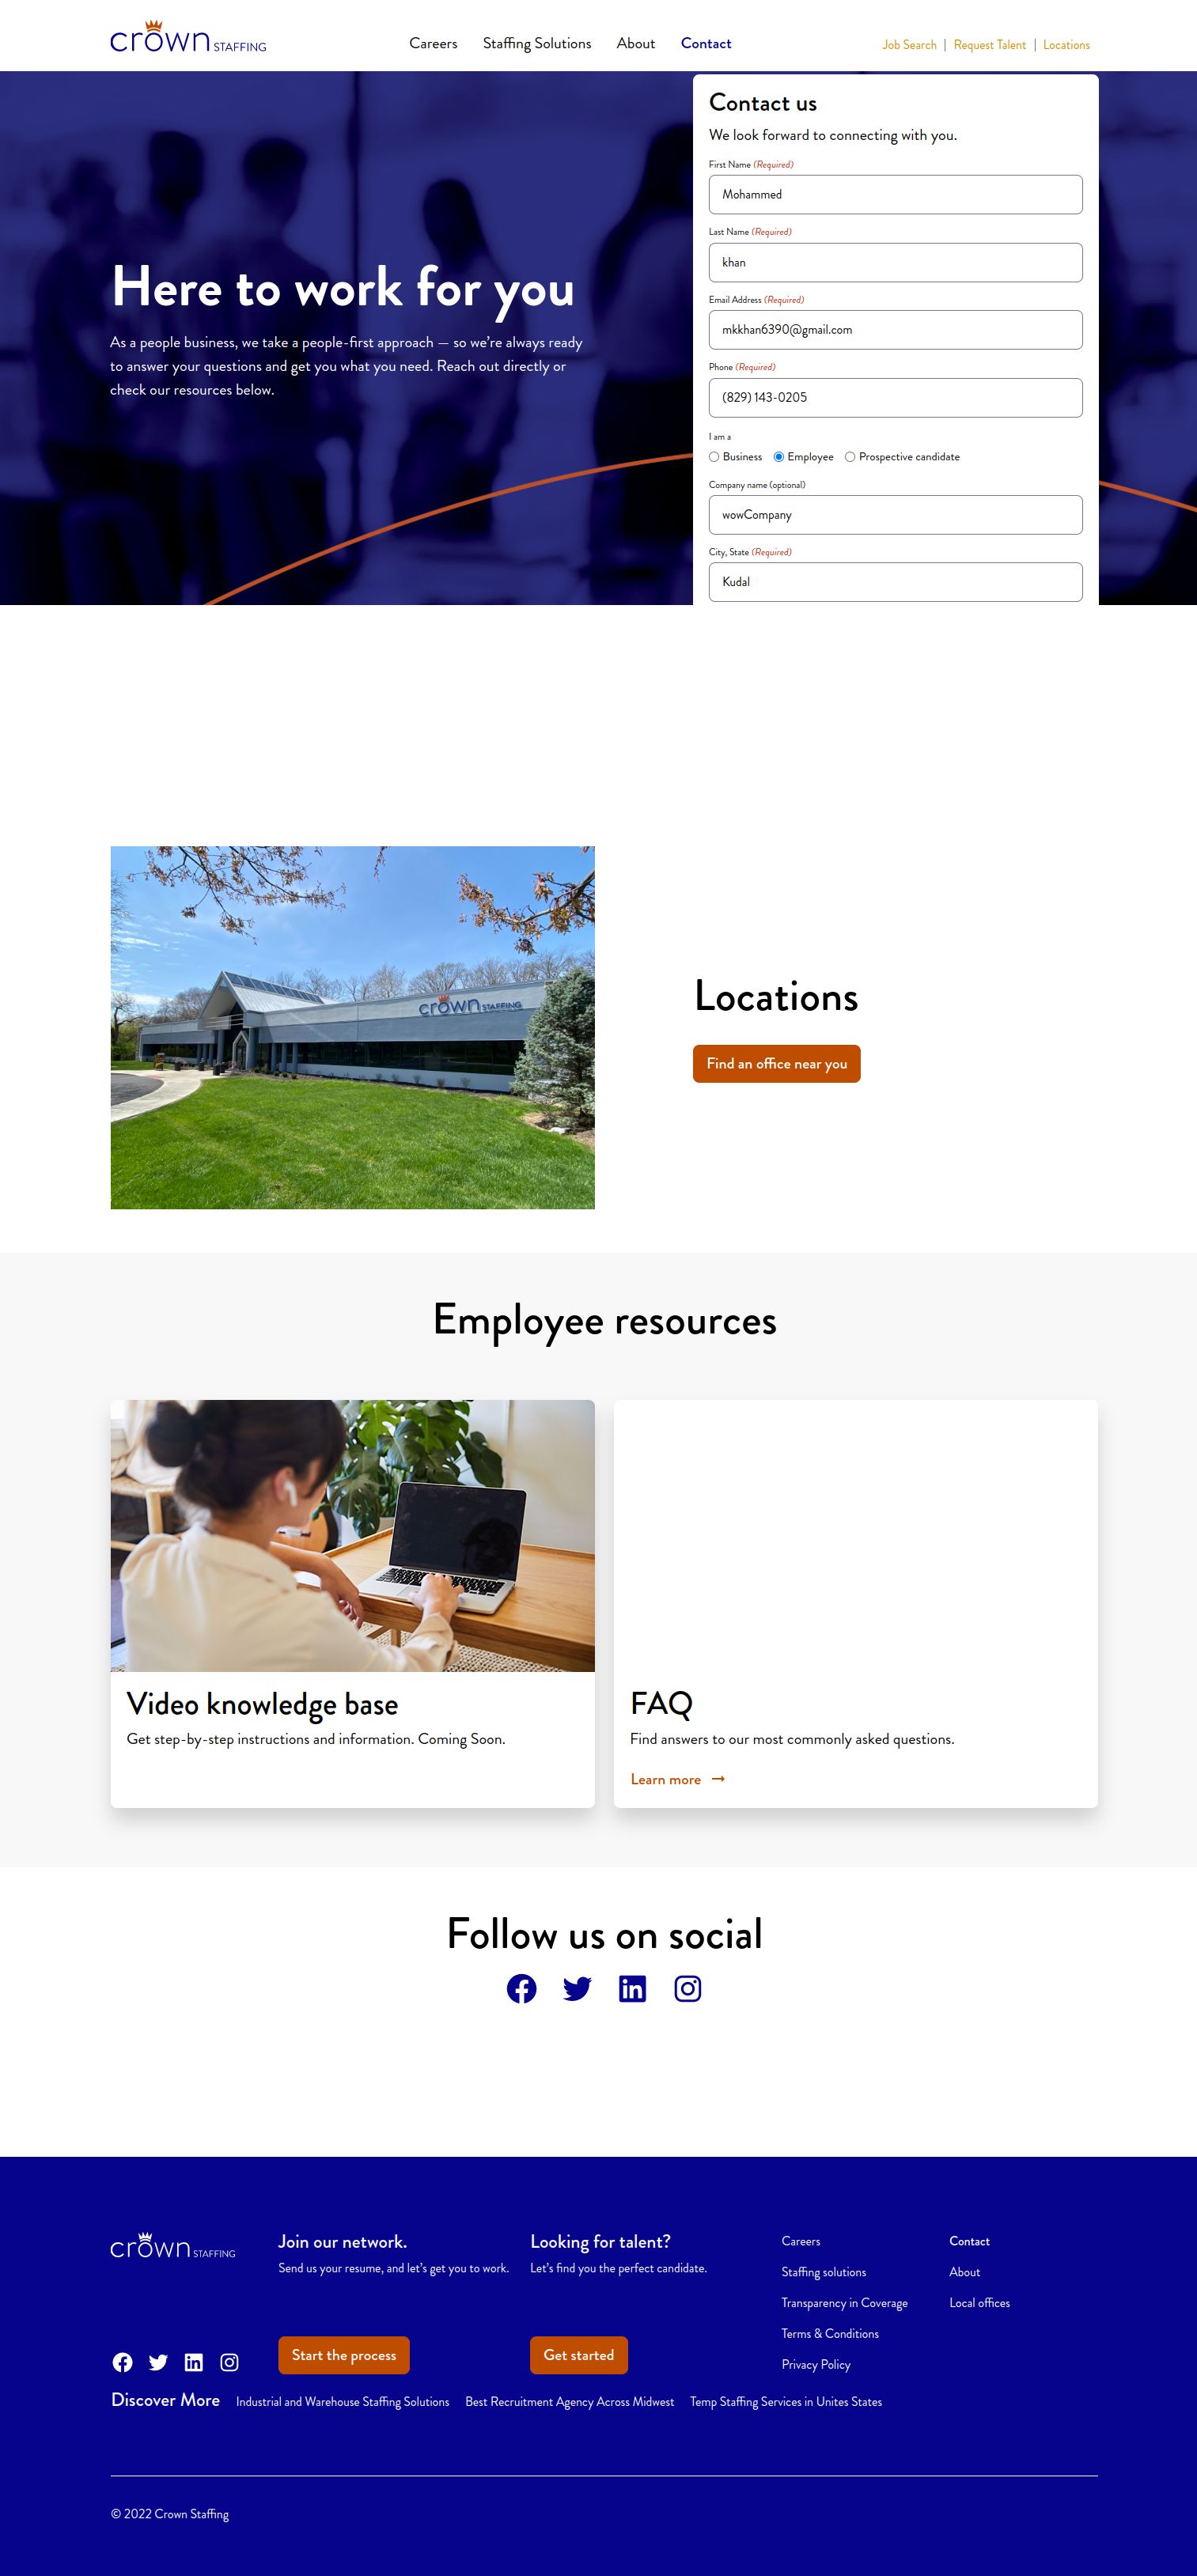 crown STAFFING
Careers Staffing Solutions About Contact
Job Search | Request Talent | Locations
Here to work for you
As a people business, we take a people-first approach — so we're always ready
to answer your questions and get you what you need. Reach out directly or
check our resources below.
Contact us
We look forward to connecting with you.
First Name (Required)
Mohammed
Last Name (Required)
khan
Email Address (Required)
mkkhan6390@gmail.com
Phone (Required)
(829) 143-0205
I am a
Business Employee Prospective candidate
Company name (optional)
wowCompany
City, State (Required)
Kudal
crown STAFFING
Locations
Find an office near you
Employee resources
Video knowledge base
Get step-by-step instructions and information. Coming Soon.
FAQ
Find answers to our most commonly asked questions.
Learn more →
Follow us on social
in
crown STAFFING
Join our network.
Send us your resume, and let's get you to work.
Start the process
Looking for talent?
Let's find you the perfect candidate.
Get started
Careers
Staffing solutions
Transparency in Coverage
Terms & Conditions
Privacy Policy
Contact
About
Local offices
in
Discover More Industrial and Warehouse Staffing Solutions Best Recruitment Agency Across Midwest Temp Staffing Services in Unites States
© 2022 Crown Staffing